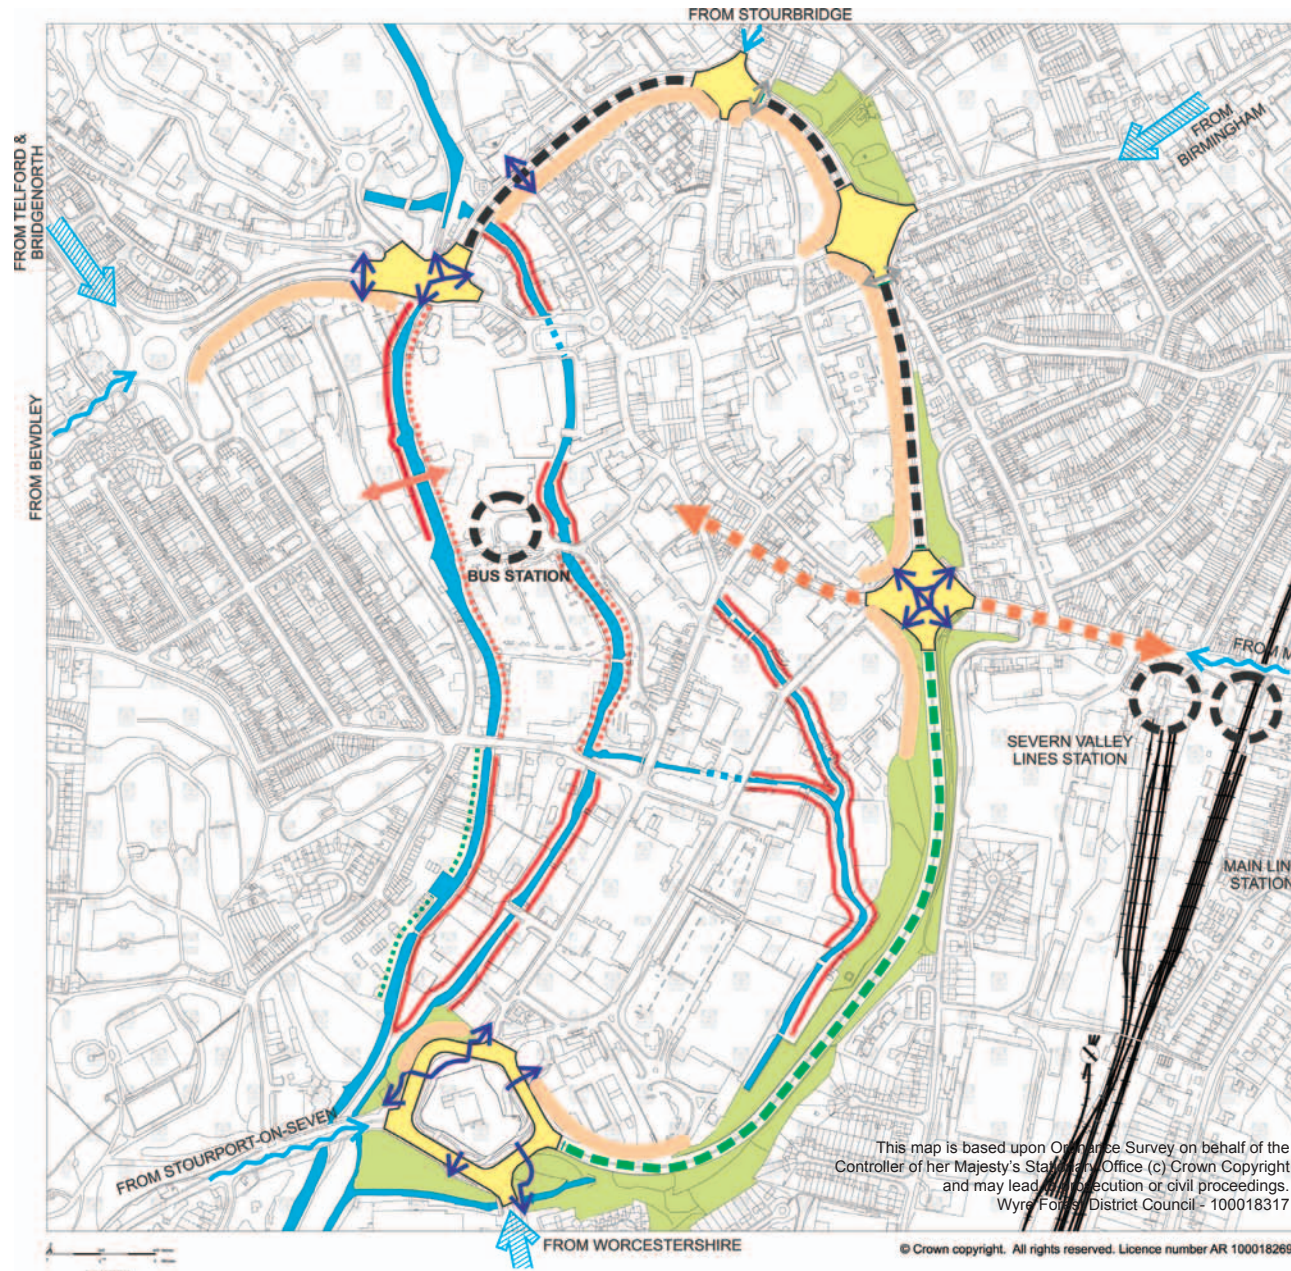 FROM STOURBRIDGE
FROM
BIRMINGHAM
FROM TELFORD &
BRIDGENORTH
FROM BEWDLEY
BUS STATION
FROM M
SEVERN VALLEY
LINES STATION
MAIN LIN
STATION
FROM STOURPORT-ON-SEVEN
This map is based upon Ordnance Survey on behalf of the
Controller of her Majesty's Stationary Office (c) Crown Copyright
and may lead to prosecution or civil proceedings.
Wyre Forest District Council - 100018317
FROM WORCESTERSHIRE
© Crown copyright. All rights reserved. Licence number AR 100018269